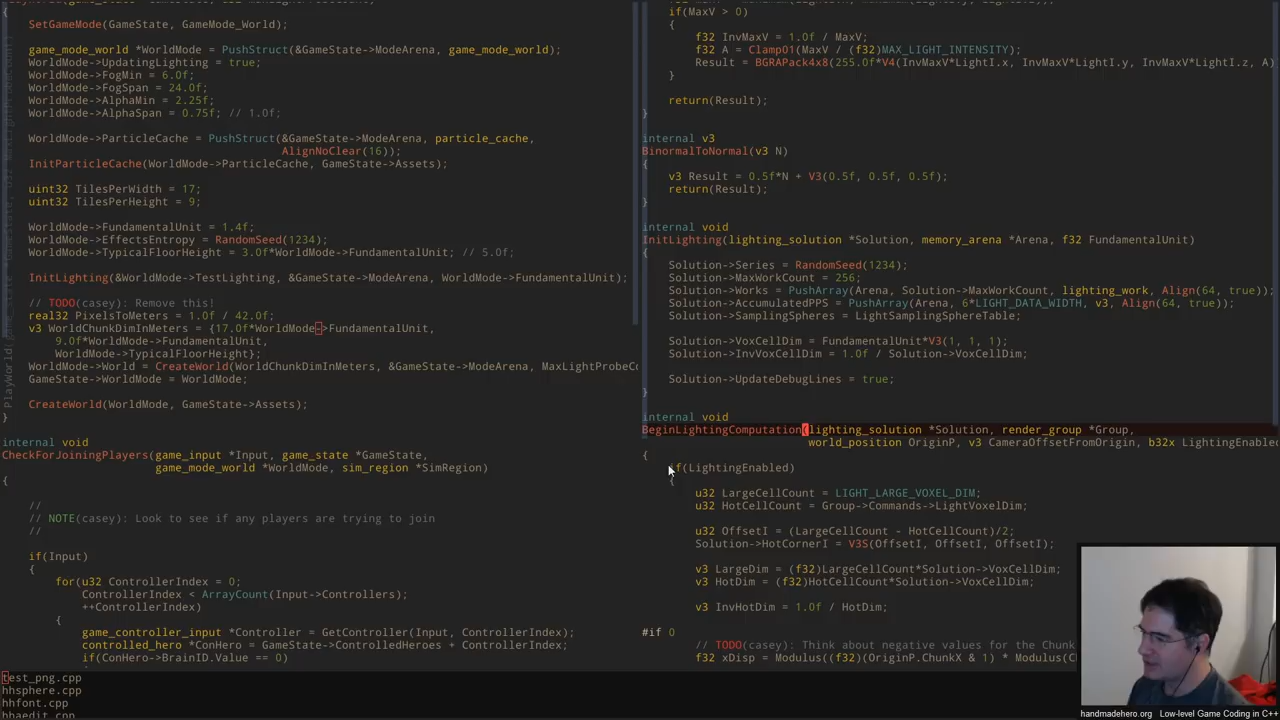 {
SetGameMode(GameState, GameMode_World);
game_mode_world *WorldMode = PushStruct(&GameState->ModeArena, game_mode_world);
WorldMode->UpdatingLighting = true;
WorldMode->FogMin = 6.0f;
WorldMode->FogSpan = 24.0f;
WorldMode->AlphaMin = 2.25f;
WorldMode->AlphaSpan = 0.75f; // 1.0f;
WorldMode->ParticleCache = PushStruct(&GameState->ModeArena, particle_cache,
AlignNoClear(16));
InitParticleCache(WorldMode->ParticleCache, GameState->Assets);
uint32 TilesPerWidth = 17;
uint32 TilesPerHeight = 9;
WorldMode->FundamentalUnit = 1.4f;
WorldMode->EffectsEntropy = RandomSeed(1234);
WorldMode->TypicalFloorHeight = 3.0f*WorldMode->FundamentalUnit; // 5.0f;
InitLighting(&WorldMode->TestLighting, &GameState->ModeArena, WorldMode->FundamentalUnit);
// TODO(casey): Remove this!
real32 PixelsToMeters = 1.0f / 42.0f;
v3 WorldChunkDimInMeters = {17.0f*WorldMode->FundamentalUnit,
9.0f*WorldMode->FundamentalUnit,
WorldMode->TypicalFloorHeight};
WorldMode->World = CreateWorld(WorldChunkDimInMeters, &GameState->ModeArena, MaxLightProbeCo
GameState->WorldMode = WorldMode;
CreateWorld(WorldMode, GameState->Assets);
}
internal void
CheckForJoiningPlayers(game_input *Input, game_state *GameState,
game_mode_world *WorldMode, sim_region *SimRegion)
{
//
// NOTE(casey): Look to see if any players are trying to join
//
if(Input)
{
for(u32 ControllerIndex = 0;
ControllerIndex < ArrayCount(Input->Controllers);
++ControllerIndex)
{
game_controller_input *Controller = GetController(Input, ControllerIndex);
controlled_hero *ConHero = GameState->ControlledHeroes + ControllerIndex;
if(ConHero->BrainID.Value == 0)
if(MaxV > 0)
{
f32 InvMaxV = 1.0f / MaxV;
f32 A = Clamp01(MaxV / (f32)MAX_LIGHT_INTENSITY);
Result = BGRAPack4x8(255.0f*V4(InvMaxV*LightI.x, InvMaxV*LightI.y, InvMaxV*LightI.z, A)
}
return(Result);
}
internal v3
BinormalToNormal(v3 N)
{
v3 Result = 0.5f*N + V3(0.5f, 0.5f, 0.5f);
return(Result);
}
internal void
InitLighting(lighting_solution *Solution, memory_arena *Arena, f32 FundamentalUnit)
{
Solution->Series = RandomSeed(1234);
Solution->MaxWorkCount = 256;
Solution->Works = PushArray(Arena, Solution->MaxWorkCount, lighting_work, Align(64, true));
Solution->AccumulatedPPS = PushArray(Arena, 6*LIGHT_DATA_WIDTH, v3, Align(64, true));
Solution->SamplingSpheres = LightSamplingSphereTable;
Solution->VoxCellDim = FundamentalUnit*V3(1, 1, 1);
Solution->InvVoxCellDim = 1.0f / Solution->VoxCellDim;
Solution->UpdateDebugLines = true;
}
internal void
BeginLightingComputation(lighting_solution *Solution, render_group *Group,
world_position OriginP, v3 CameraOffsetFromOrigin, b32x LightingEnabled
{
if(LightingEnabled)
{
u32 LargeCellCount = LIGHT_LARGE_VOXEL_DIM;
u32 HotCellCount = Group->Commands->LightVoxelDim;
u32 OffsetI = (LargeCellCount - HotCellCount)/2;
Solution->HotCornerI = V3S(OffsetI, OffsetI, OffsetI);
v3 LargeDim = (f32)LargeCellCount*Solution->VoxCellDim;
v3 HotDim = (f32)HotCellCount*Solution->VoxCellDim;
v3 InvHotDim = 1.0f / HotDim;
#if 0
// TODO(casey): Think about negative values for the Chunk
f32 xDisp = Modulus((f32)(OriginP.ChunkX & 1) * Modulus(C
test_png.cpp
hhsphere.cpp
hhfont.cpp
hhaedit.cpp
handmadehero.org Low-level Game Coding in C++